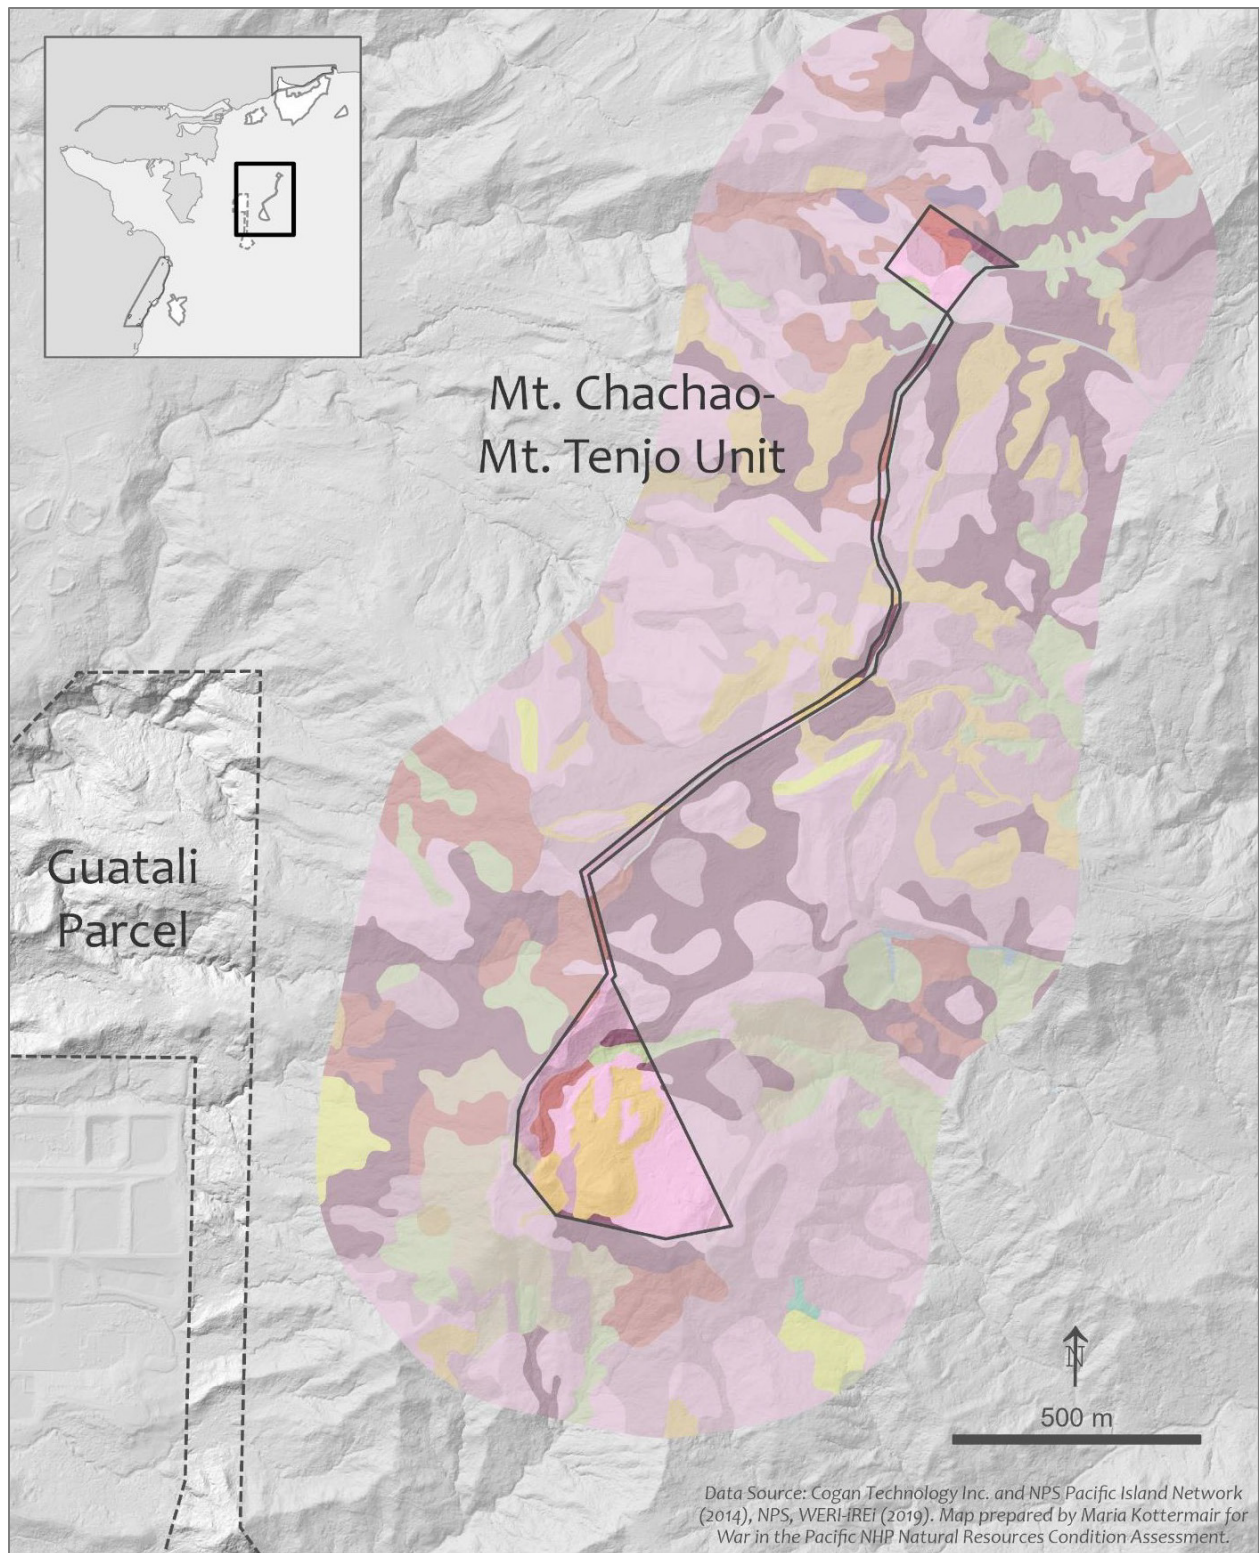 Mt. Chachao-
Mt. Tenjo Unit
Guatali
Parcel
N
500 m
Data Source: Cogan Technology Inc. and NPS Pacific Island Network
(2014), NPS, WERI-iREi (2019). Map prepared by Maria Kottermair for
War in the Pacific NHP Natural Resources Condition Assessment.